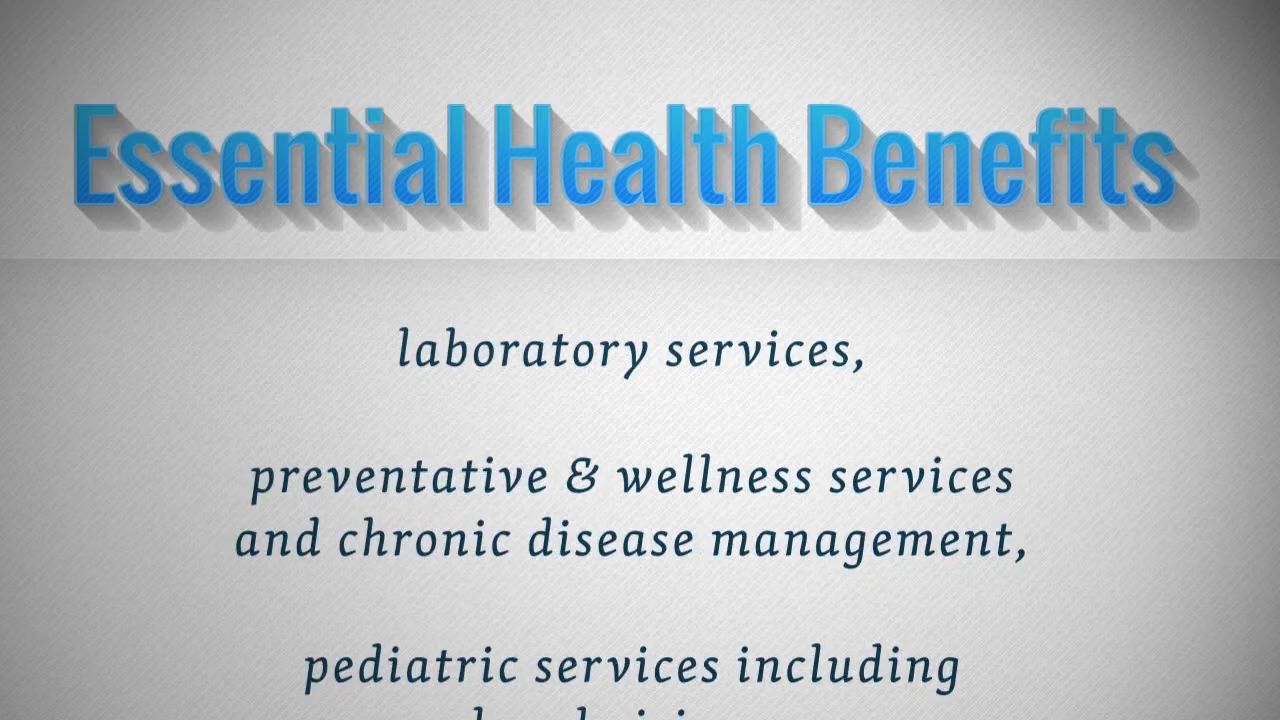 Essential Health Benefits
laboratory services,
preventative & wellness services
and chronic disease management,
pediatric services including